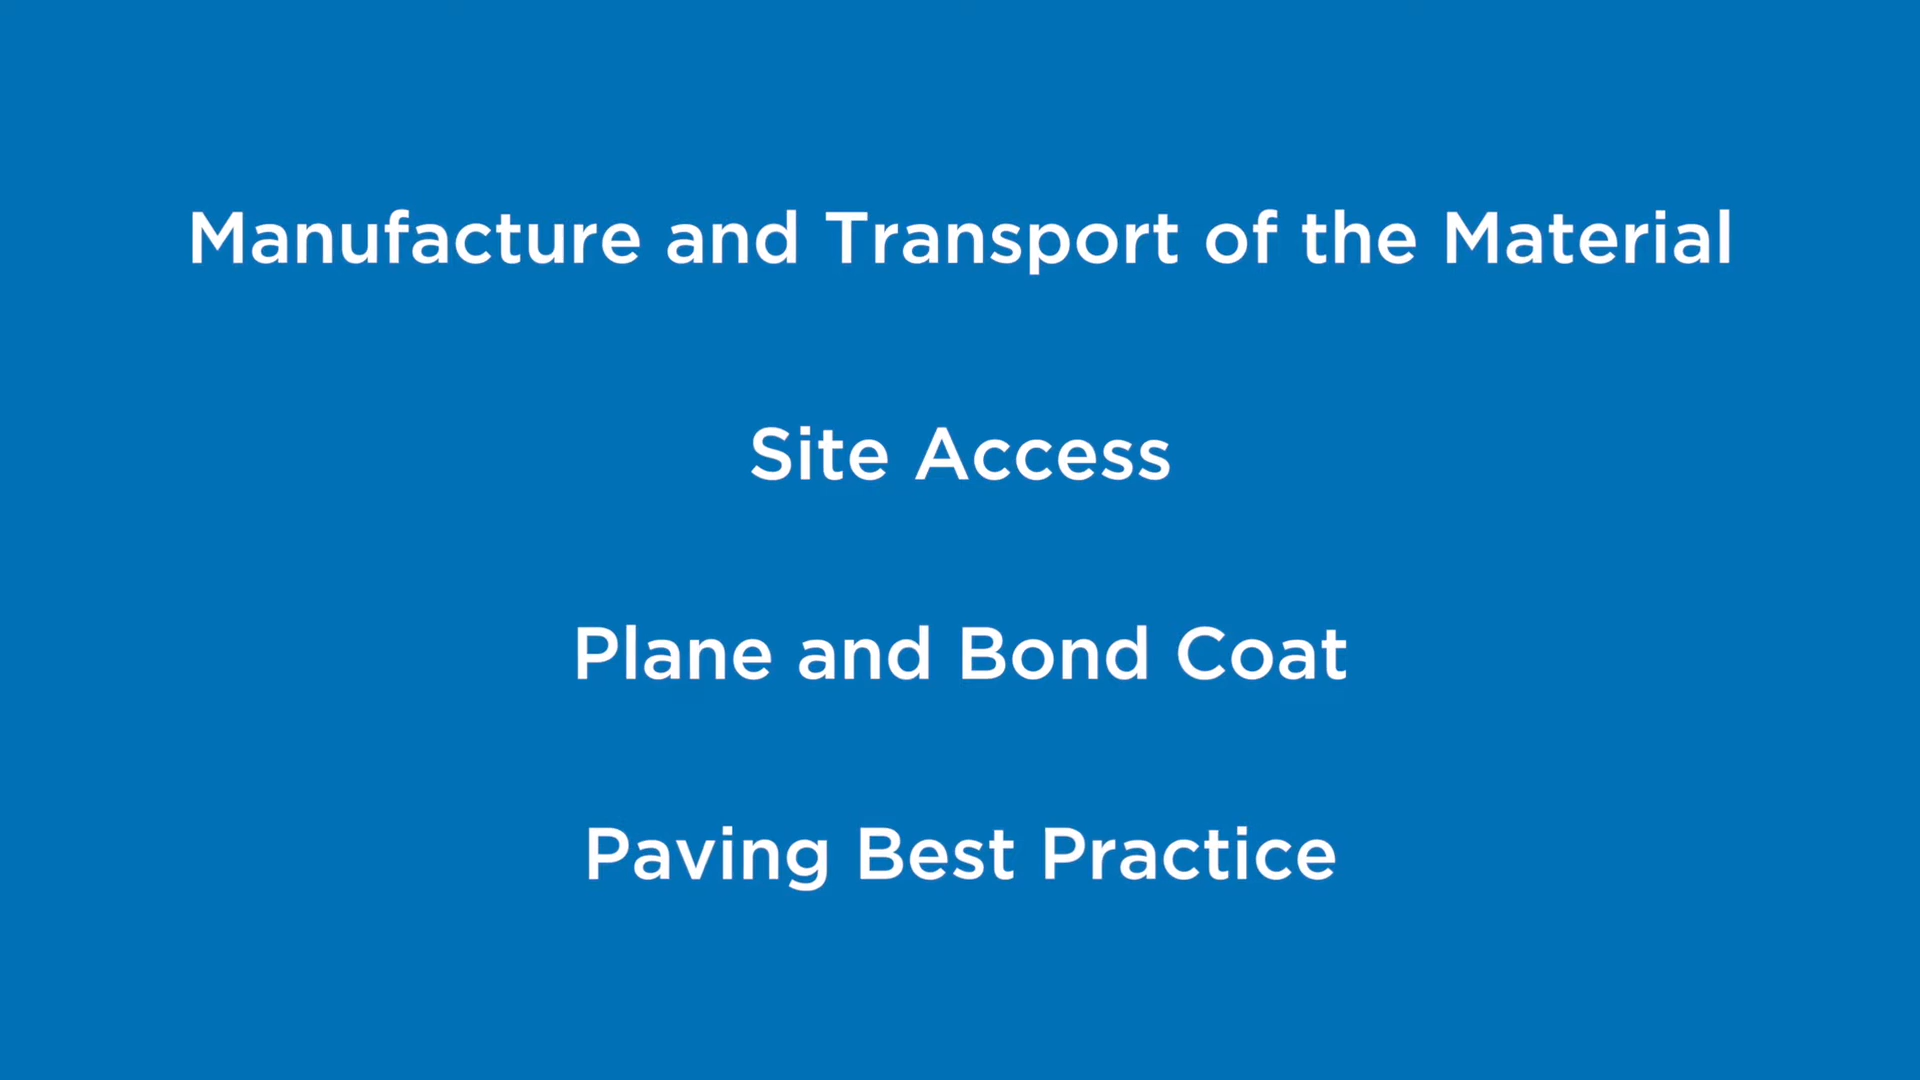 Manufacture and Transport of the Material
Site Access
Plane and Bond Coat
Paving Best Practice